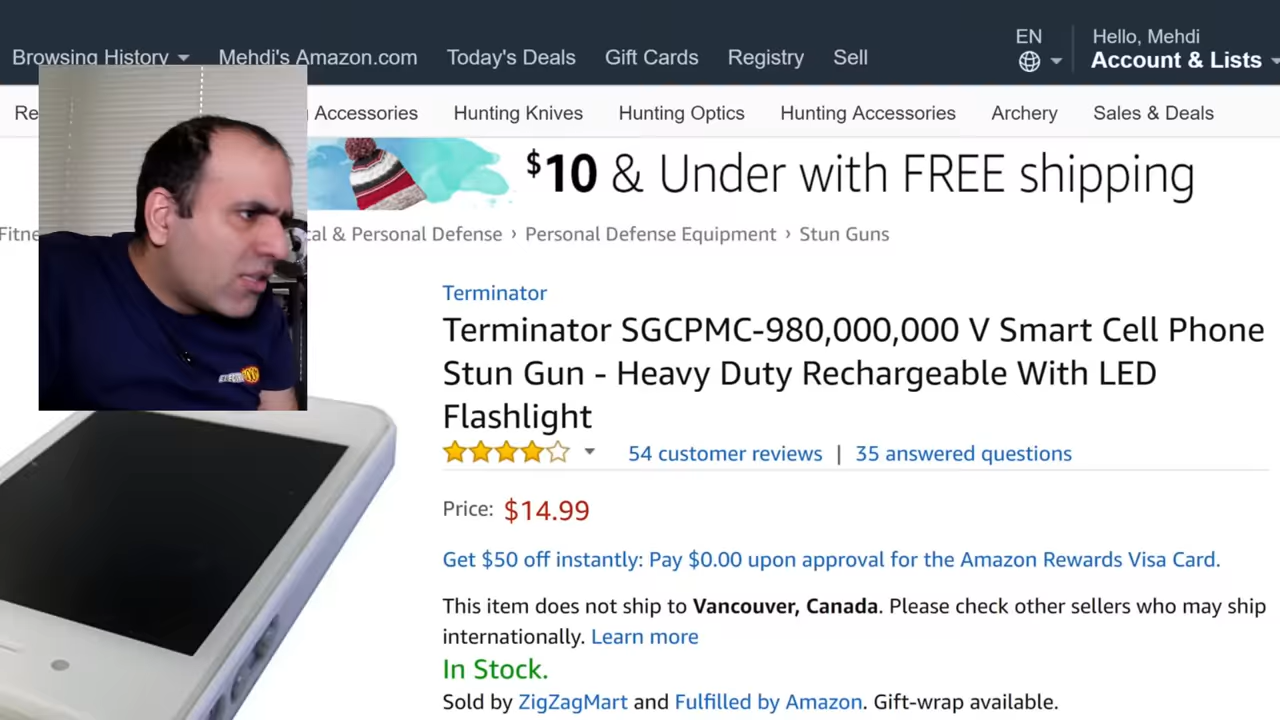 EN
Hello, Mehdi
Browsing History Mehdi's Amazon.com Today's Deals Gift Cards Registry Sell Account & Lists
Re Accessories Hunting Knives Hunting Optics Hunting Accessories Archery Sales & Deals
$10 & Under with FREE shipping
Fitne cal & Personal Defense › Personal Defense Equipment › Stun Guns
Terminator
Terminator SGCPMC-980,000,000 V Smart Cell Phone
Stun Gun - Heavy Duty Rechargeable With LED
Flashlight
54 customer reviews | 35 answered questions
Price: $14.99
Get $50 off instantly: Pay $0.00 upon approval for the Amazon Rewards Visa Card.
This item does not ship to Vancouver, Canada. Please check other sellers who may ship
internationally. Learn more
In Stock.
Sold by ZigZagMart and Fulfilled by Amazon. Gift-wrap available.